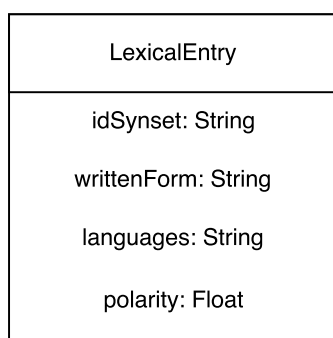 LexicalEntry
idSynset: String
writtenForm: String
languages: String
polarity: Float